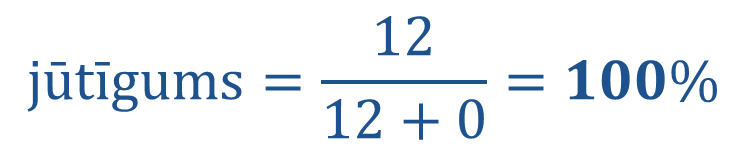 jūtīgums = 12 / 12 + 0 = 100%